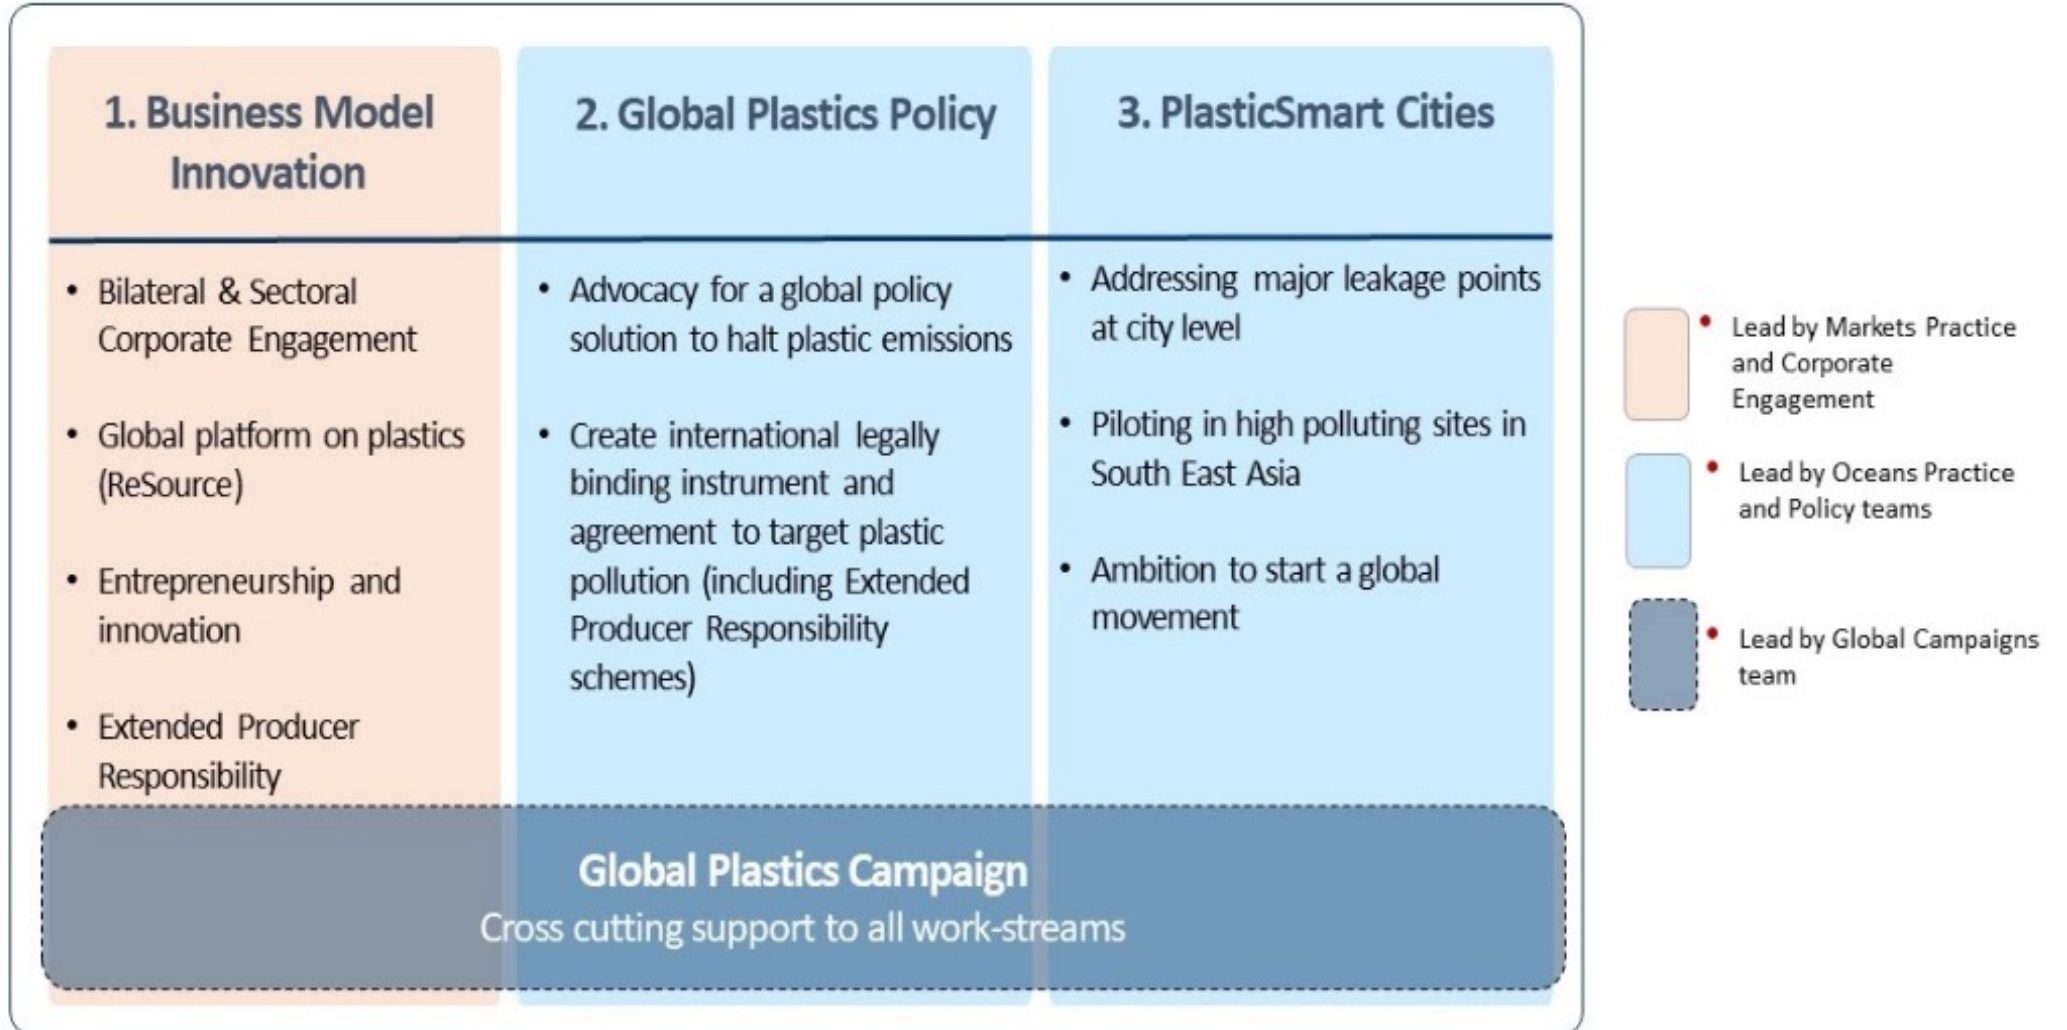 1. Business Model
Innovation
• Bilateral & Sectoral
Corporate Engagement
• Global platform on plastics
(ReSource)
• Entrepreneurship and
innovation
• Extended Producer
Responsibility
2. Global Plastics Policy
• Advocacy for a global policy
solution to halt plastic emissions
• Create international legally
binding instrument and
agreement to target plastic
pollution (including Extended
Producer Responsibility
schemes)
3. PlasticSmart Cities
• Addressing major leakage points
at city level
• Piloting in high polluting sites in
South East Asia
• Ambition to start a global
movement
Global Plastics Campaign
Cross cutting support to all work-streams
• Lead by Markets Practice
and Corporate
Engagement
• Lead by Oceans Practice
and Policy teams
• Lead by Global Campaigns
team